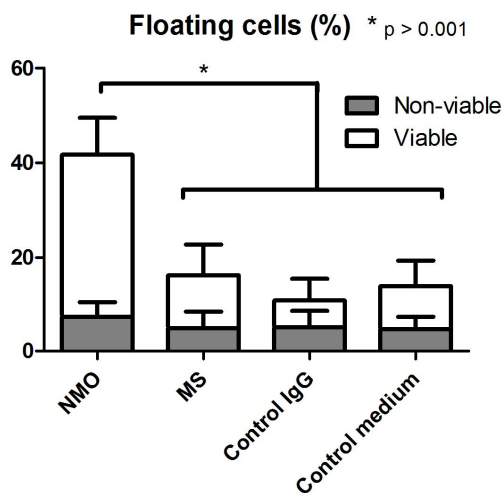 Floating cells (%) * p > 0.001
60
*
Non-viable
Viable
40
20
0
NMO
MS
Control IgG
Control medium